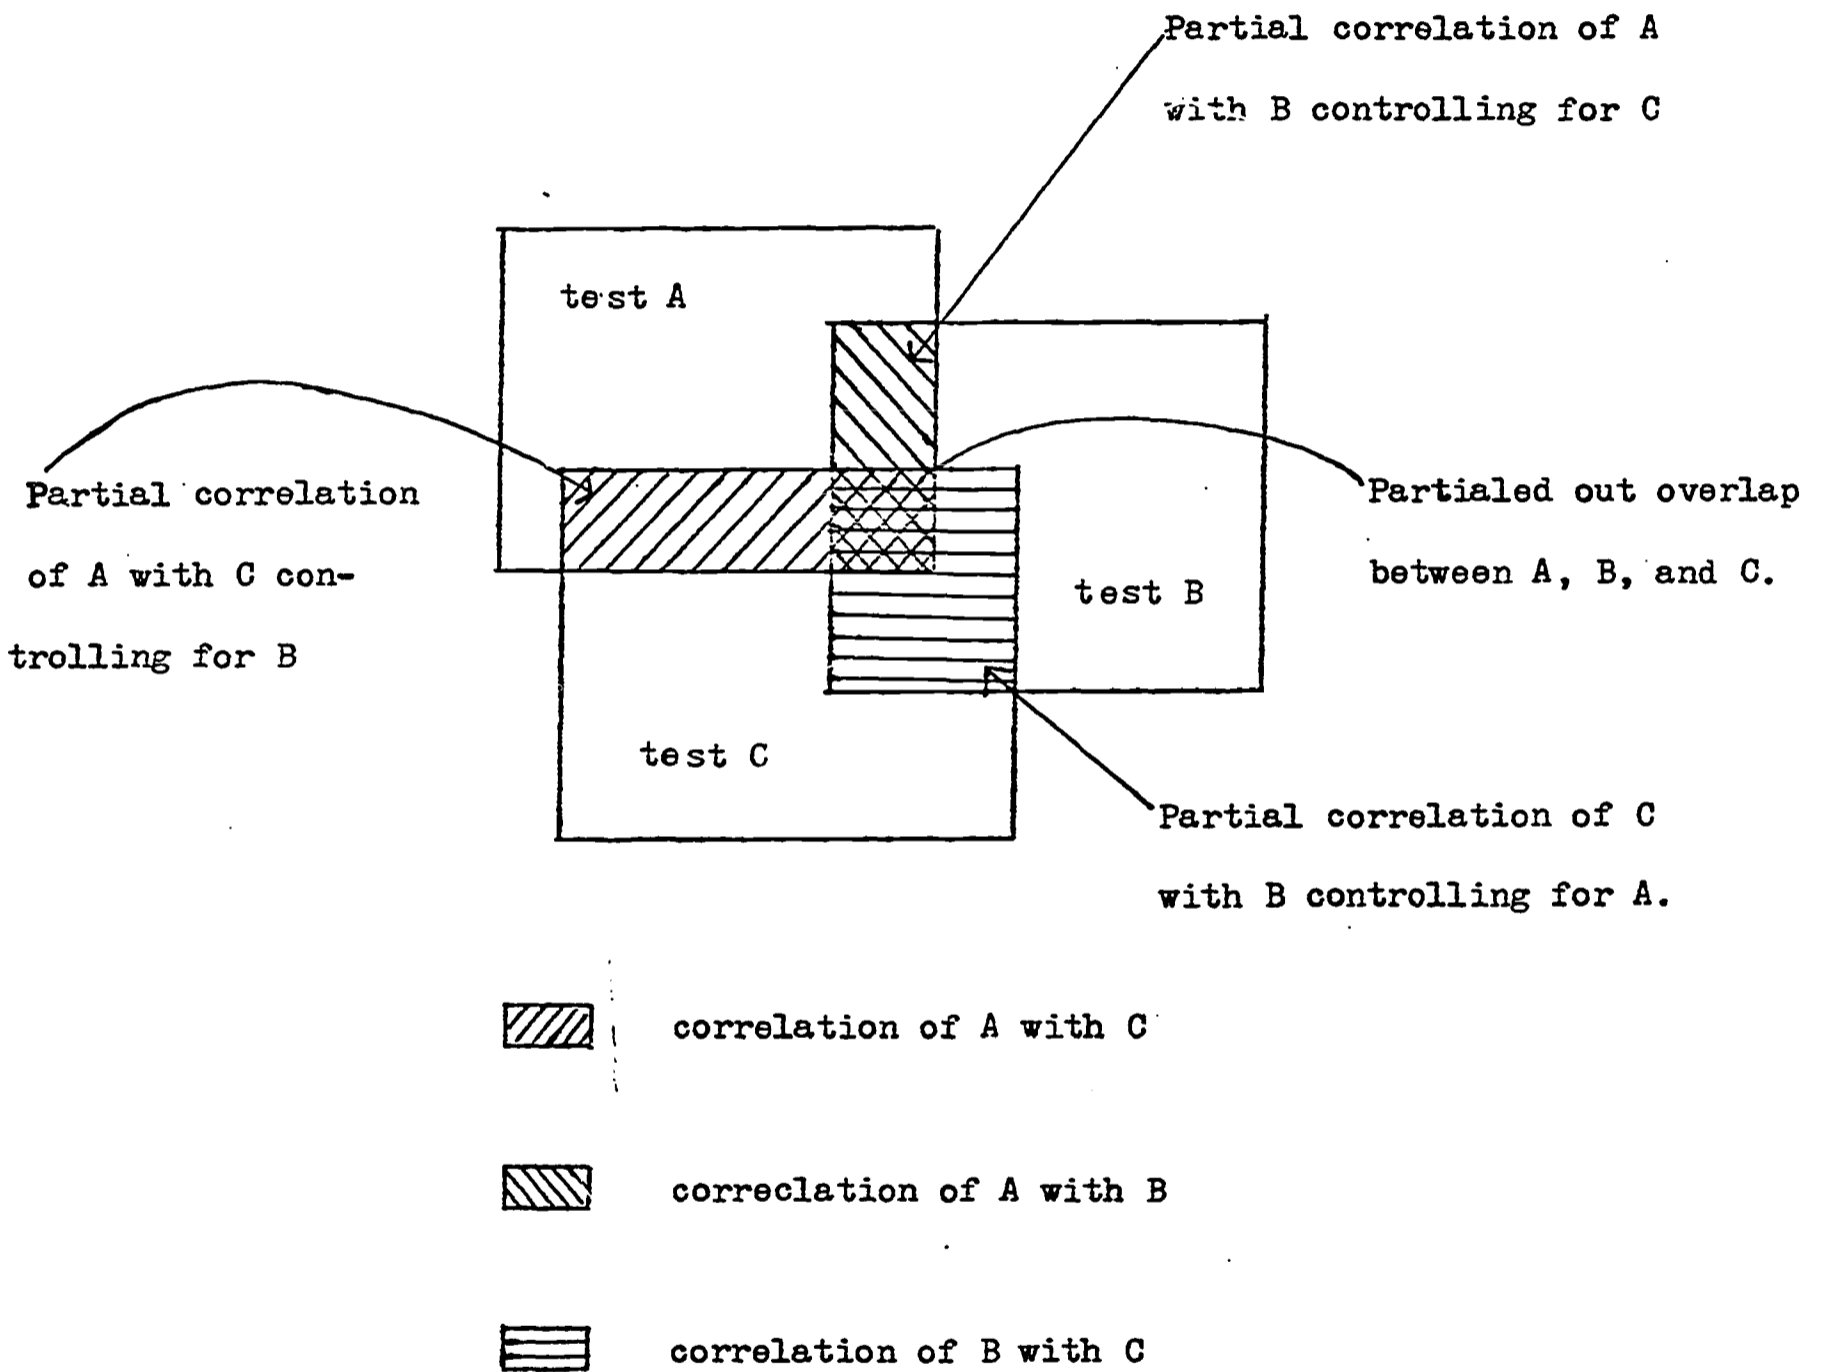 Partial correlation of A
with B controlling for C
test A
Partial correlation
of A with C con-
trolling for B
Partialed out overlap
between A, B, and C.
test B
test C
Partial correlation of C
with B controlling for A.
correlation of A with C
correclation of A with B
correlation of B with C